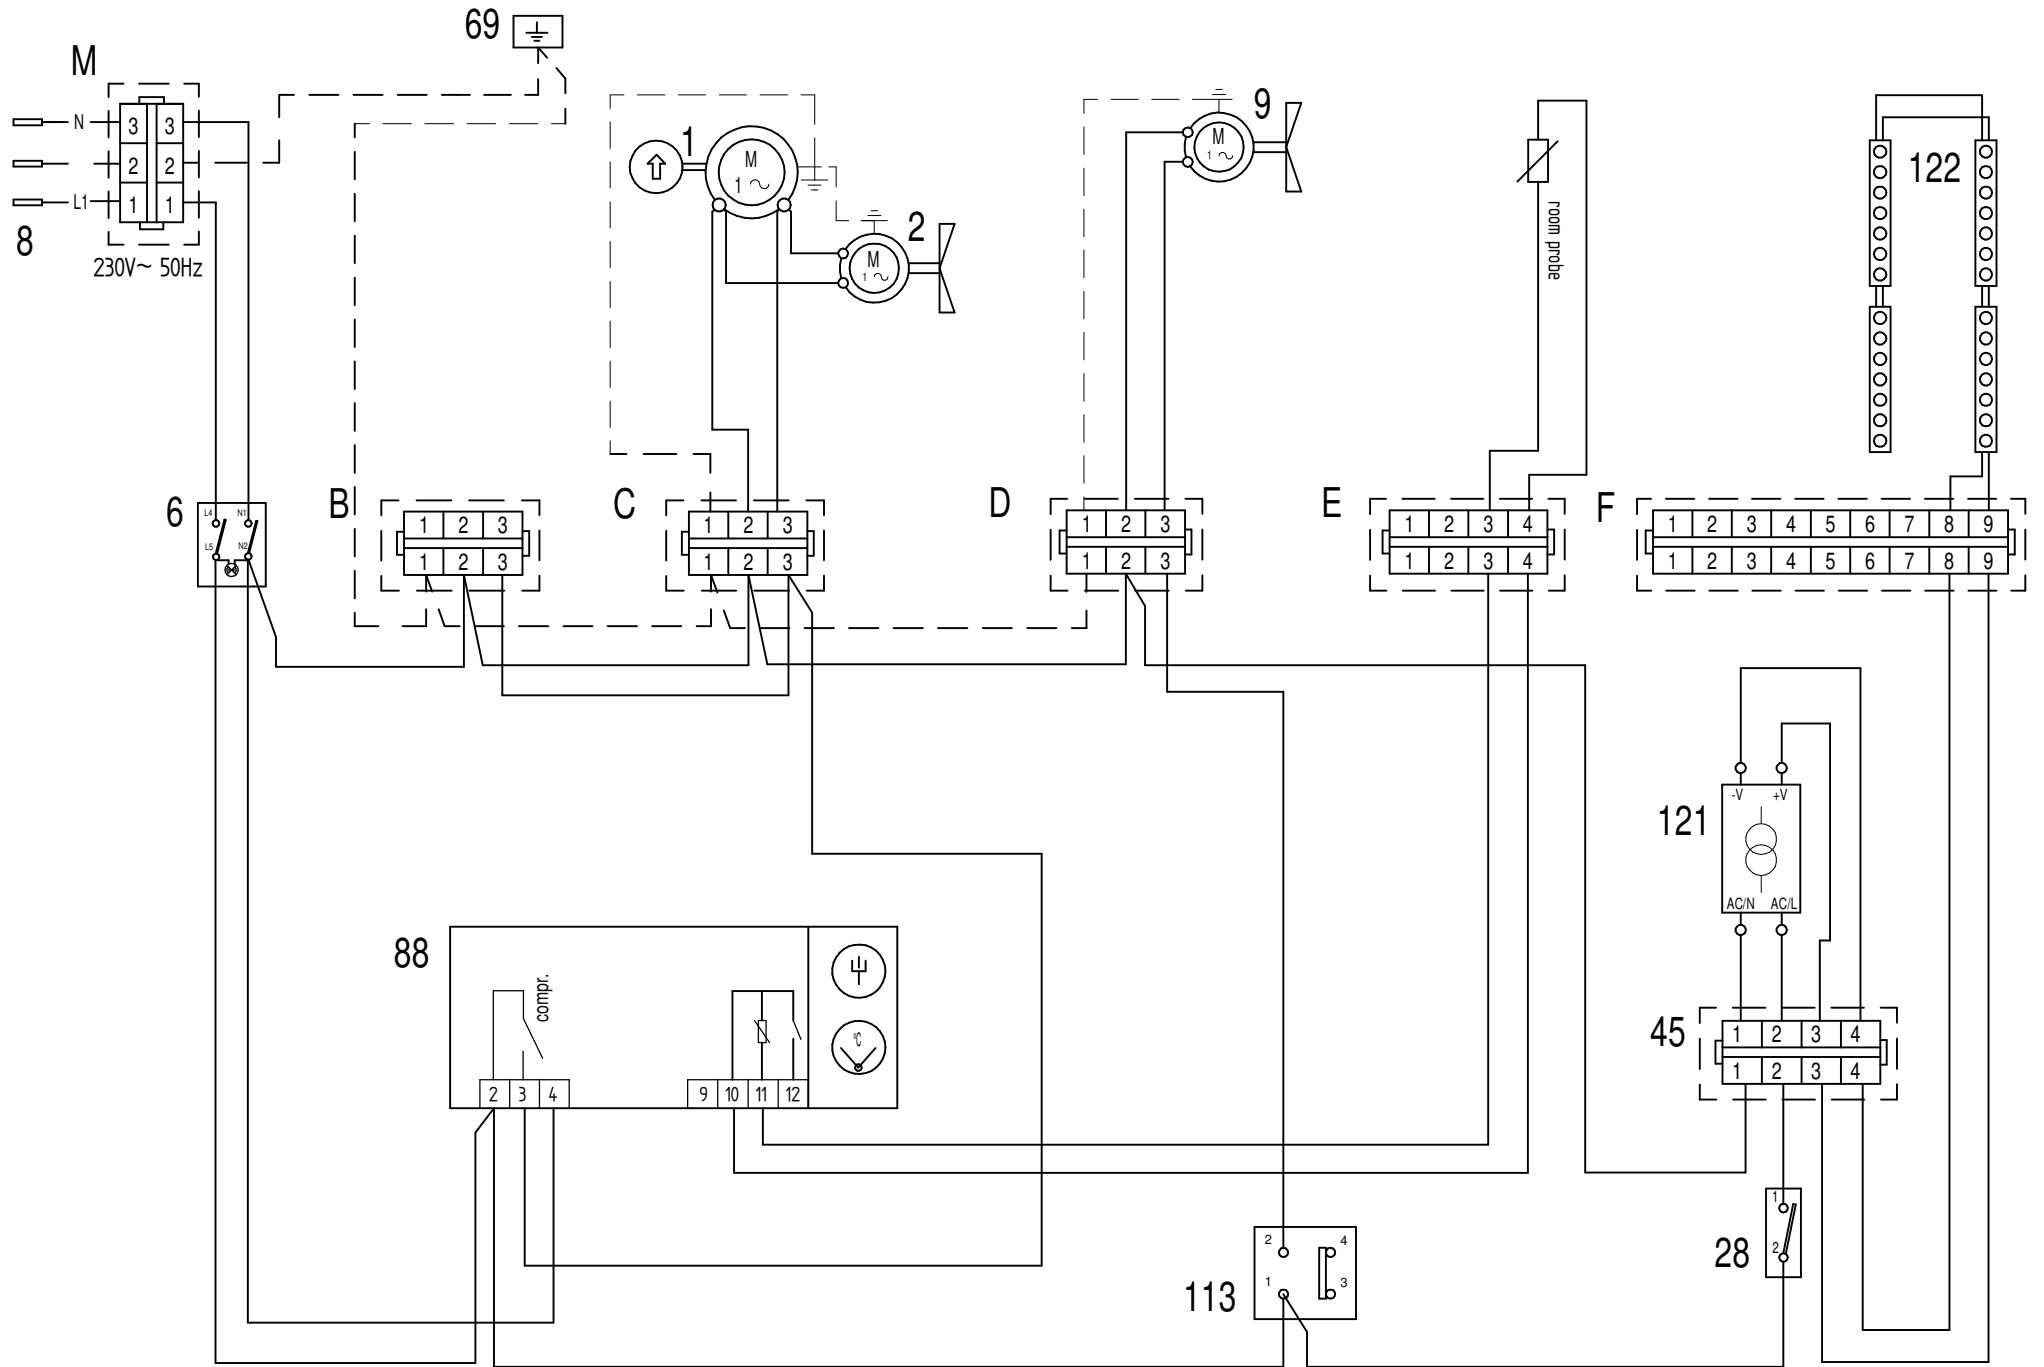 69
M
N
3 3
2 2
L1
1 1
8
230V~ 50Hz
1
M
1 ~
2
M
1 ~
9
M
1 ~
room probe
122
6
L4 N1
L5 N2
B
1 2 3
1 2 3
C
1 2 3
1 2 3
D
1 2 3
1 2 3
E
1 2 3 4
1 2 3 4
F
1 2 3 4 5 6 7 8 9
1 2 3 4 5 6 7 8 9
121
-V +V
AC/N AC/L
88
compr.
°C
2 3 4
9 10 11 12
45
1 2 3 4
1 2 3 4
113
2 4
1 3
28
1
2